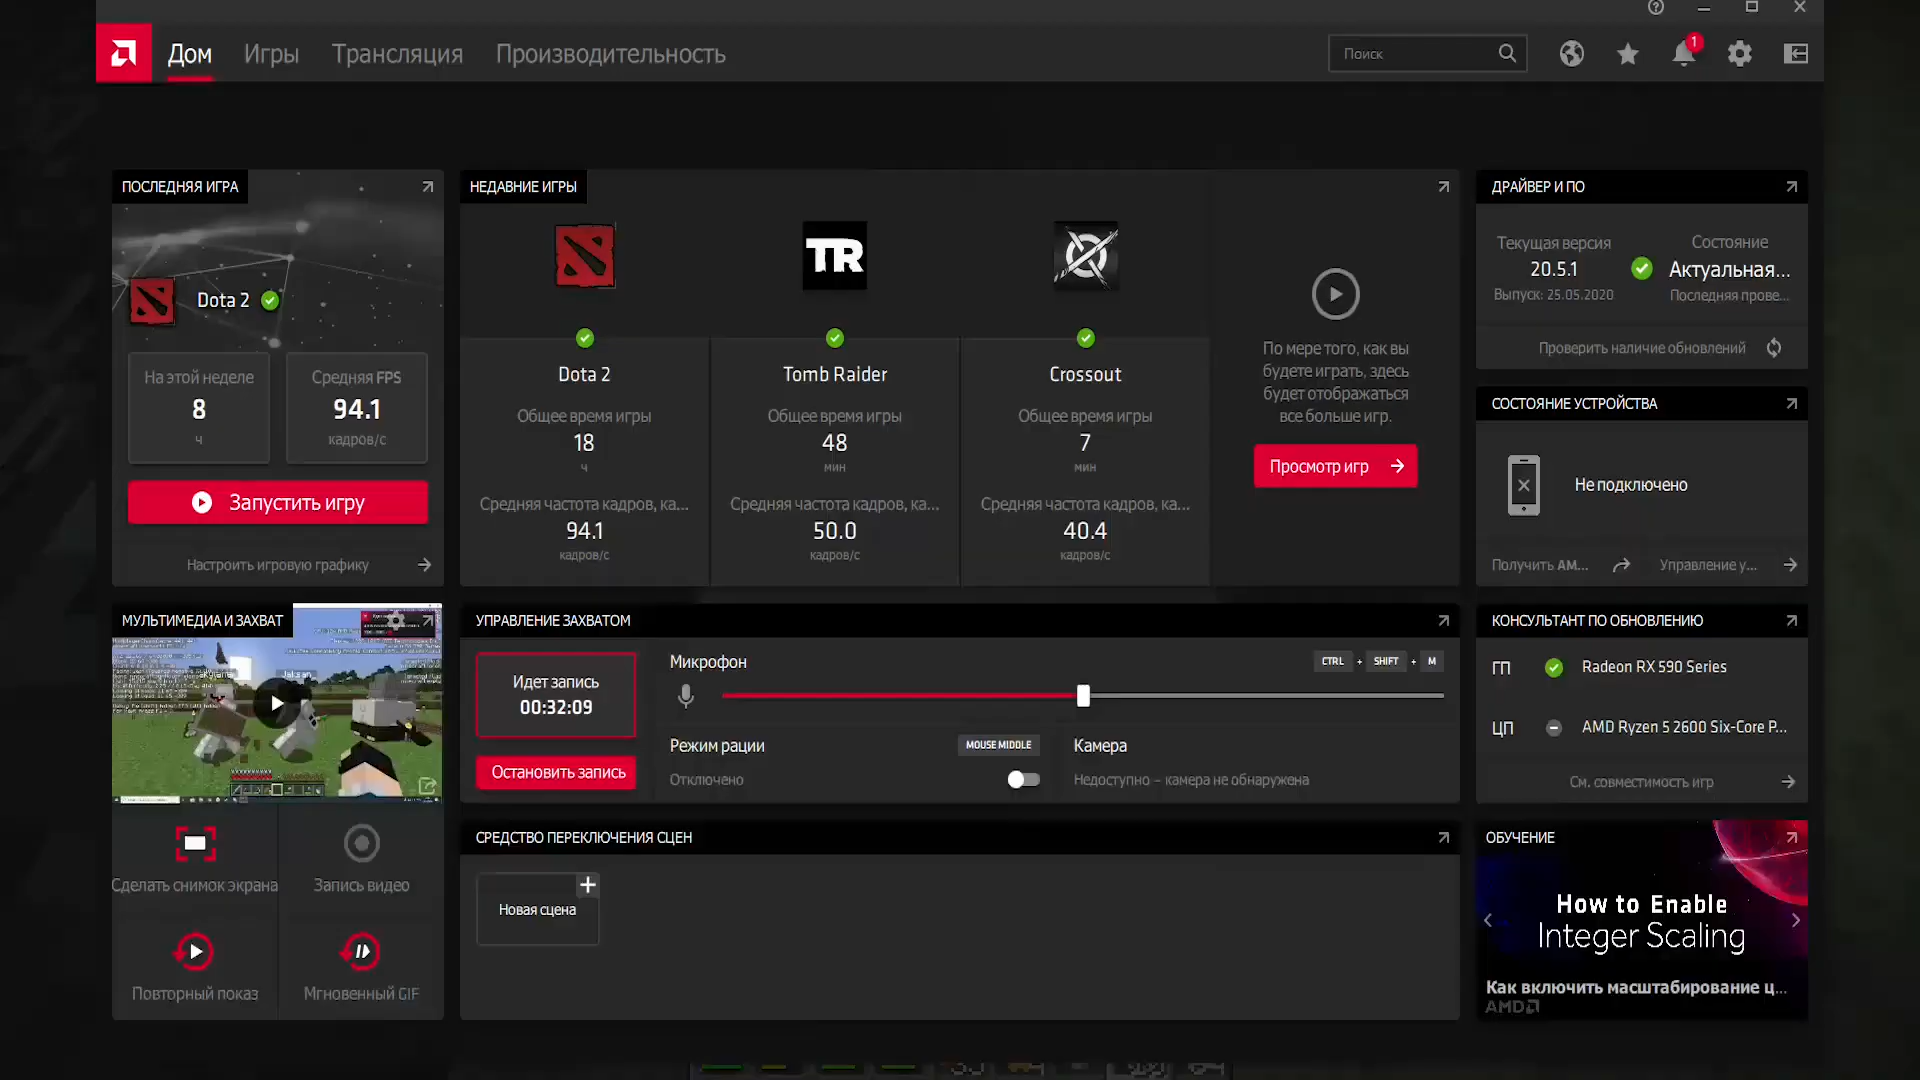 Дом
Игры
Трансляция
Производительность
Поиск
1
ПОСЛЕДНЯЯ ИГРА
Dota 2
На этой неделе
8
ч
Средняя FPS
94.1
кадров/с
Запустить игру
Настроить игровую графику
НЕДАВНИЕ ИГРЫ
TR
Dota 2
Общее время игры
18
ч
Средняя частота кадров, ка...
94.1
кадров/с
Tomb Raider
Общее время игры
48
мин
Средняя частота кадров, ка...
50.0
кадров/с
Crossout
Общее время игры
7
мин
Средняя частота кадров, ка...
40.4
кадров/с
По мере того, как вы
будете играть, здесь
будет отображаться
все больше игр.
Просмотр игр
ДРАЙВЕР И ПО
Текущая версия
20.5.1
Выпуск: 25.05.2020
Состояние
Актуальная...
Последняя прове...
Проверить наличие обновлений
СОСТОЯНИЕ УСТРОЙСТВА
Не подключено
Получить AM...
Управление у...
МУЛЬТИМЕДИА И ЗАХВАТ
Сделать снимок экрана
Запись видео
Повторный показ
Мгновенный GIF
УПРАВЛЕНИЕ ЗАХВАТОМ
Идет запись
00:32:09
Остановить запись
Микрофон
CTRL + SHIFT + M
Режим рации
MOUSE MIDDLE
Отключено
Камера
Недоступно – камера не обнаружена
СРЕДСТВО ПЕРЕКЛЮЧЕНИЯ СЦЕН
Новая сцена
КОНСУЛЬТАНТ ПО ОБНОВЛЕНИЮ
ГП
Radeon RX 590 Series
ЦП
AMD Ryzen 5 2600 Six-Core P...
См. совместимость игр
ОБУЧЕНИЕ
How to Enable
Integer Scaling
Как включить масштабирование ц...
AMD